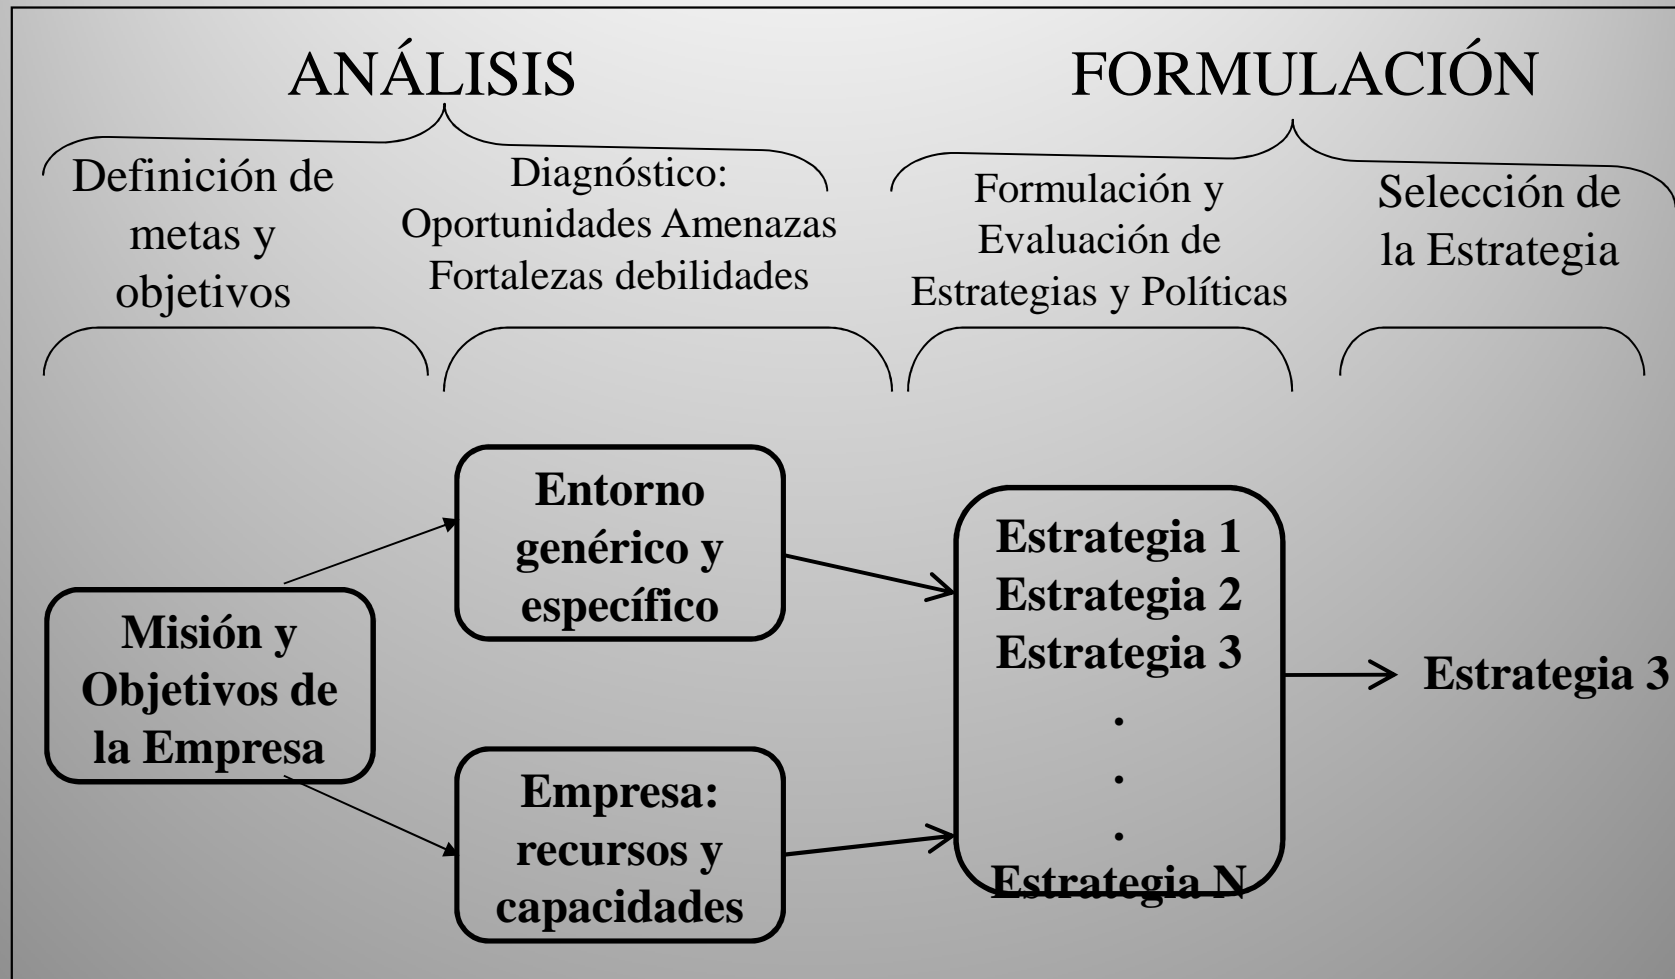 ANÁLISIS
FORMULACIÓN
Definición de
metas y
objetivos
Diagnóstico:
Oportunidades Amenazas
Fortalezas debilidades
Formulación y
Evaluación de
Estrategias y Políticas
Selección de
la Estrategia
Misión y
Objetivos de
la Empresa
Entorno
genérico y
específico
Empresa:
recursos y
capacidades
Estrategia 1
Estrategia 2
Estrategia 3
.
.
.
Estrategia N
Estrategia 3